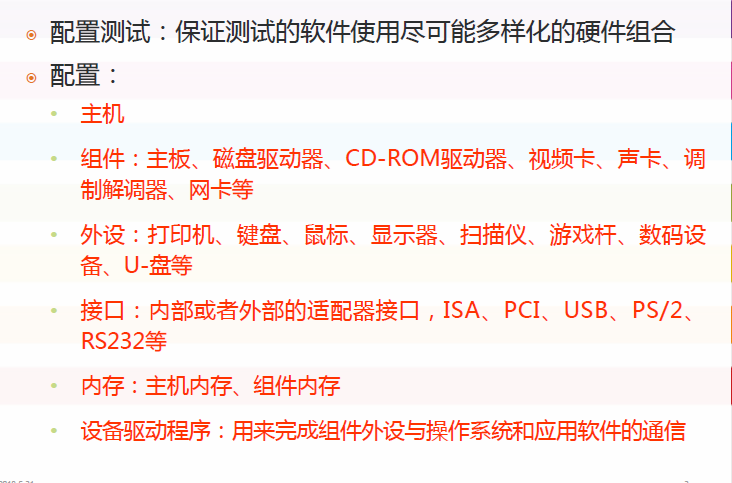 配置测试：保证测试的软件使用尽可能多样化的硬件组合
配置：
主机
组件：主板、磁盘驱动器、CD-ROM驱动器、视频卡、声卡、调
制解调器、网卡等
外设：打印机、键盘、鼠标、显示器、扫描仪、游戏杆、数码设
备、U-盘等
接口：内部或者外部的适配器接口，ISA、PCI、USB、PS/2、
RS232等
内存：主机内存、组件内存
设备驱动程序：用来完成组件外设与操作系统和应用软件的通信